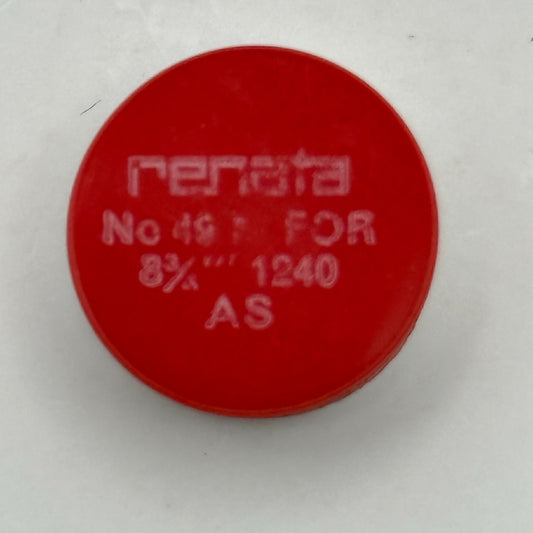 renata
No 49 FOR
8¾''' 1240
AS